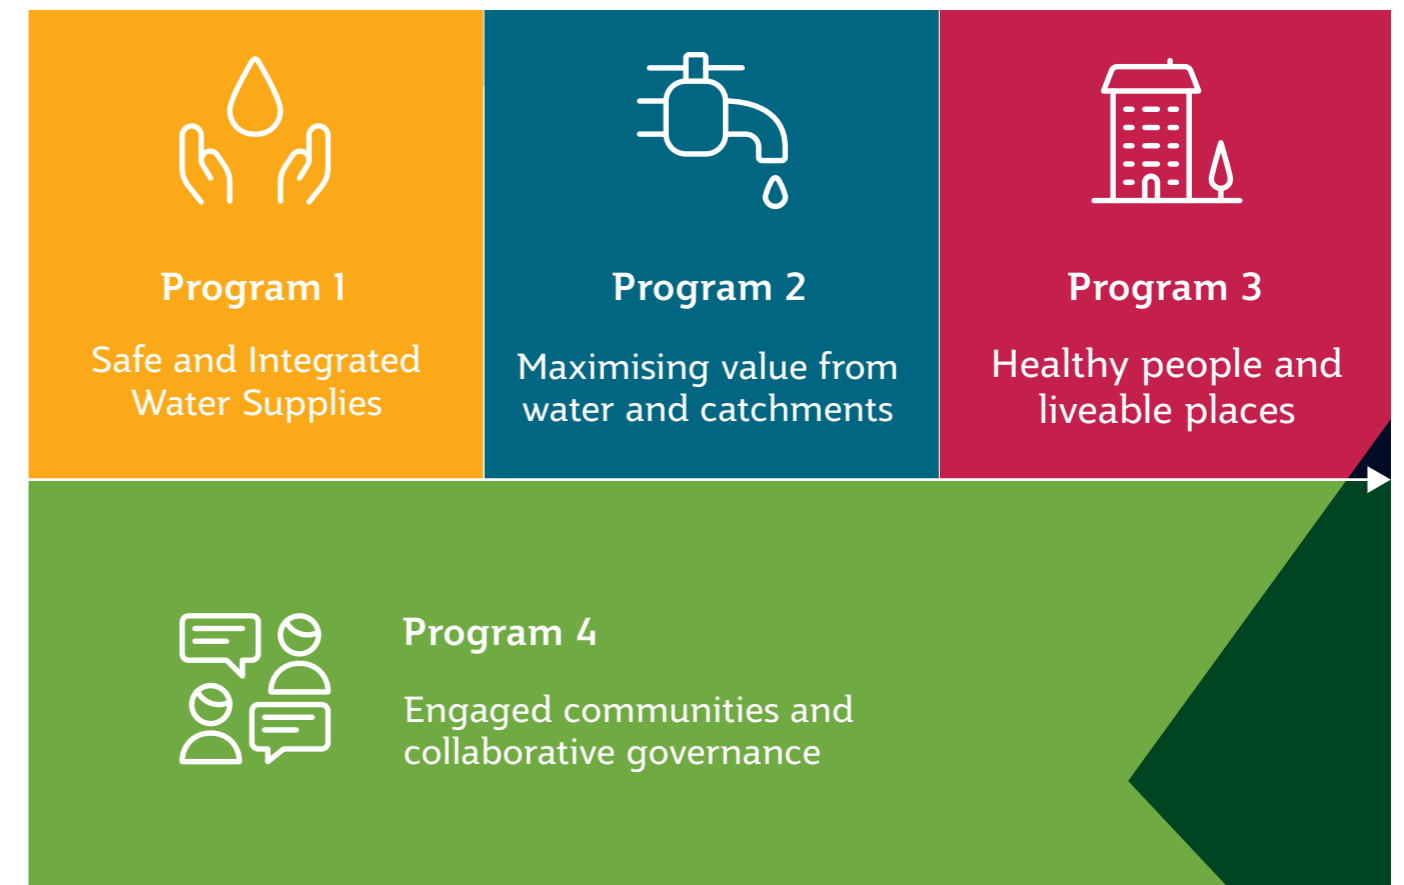 Program 1
Safe and Integrated
Water Supplies
Program 2
Maximising value from
water and catchments
Program 3
Healthy people and
liveable places
Program 4
Engaged communities and
collaborative governance